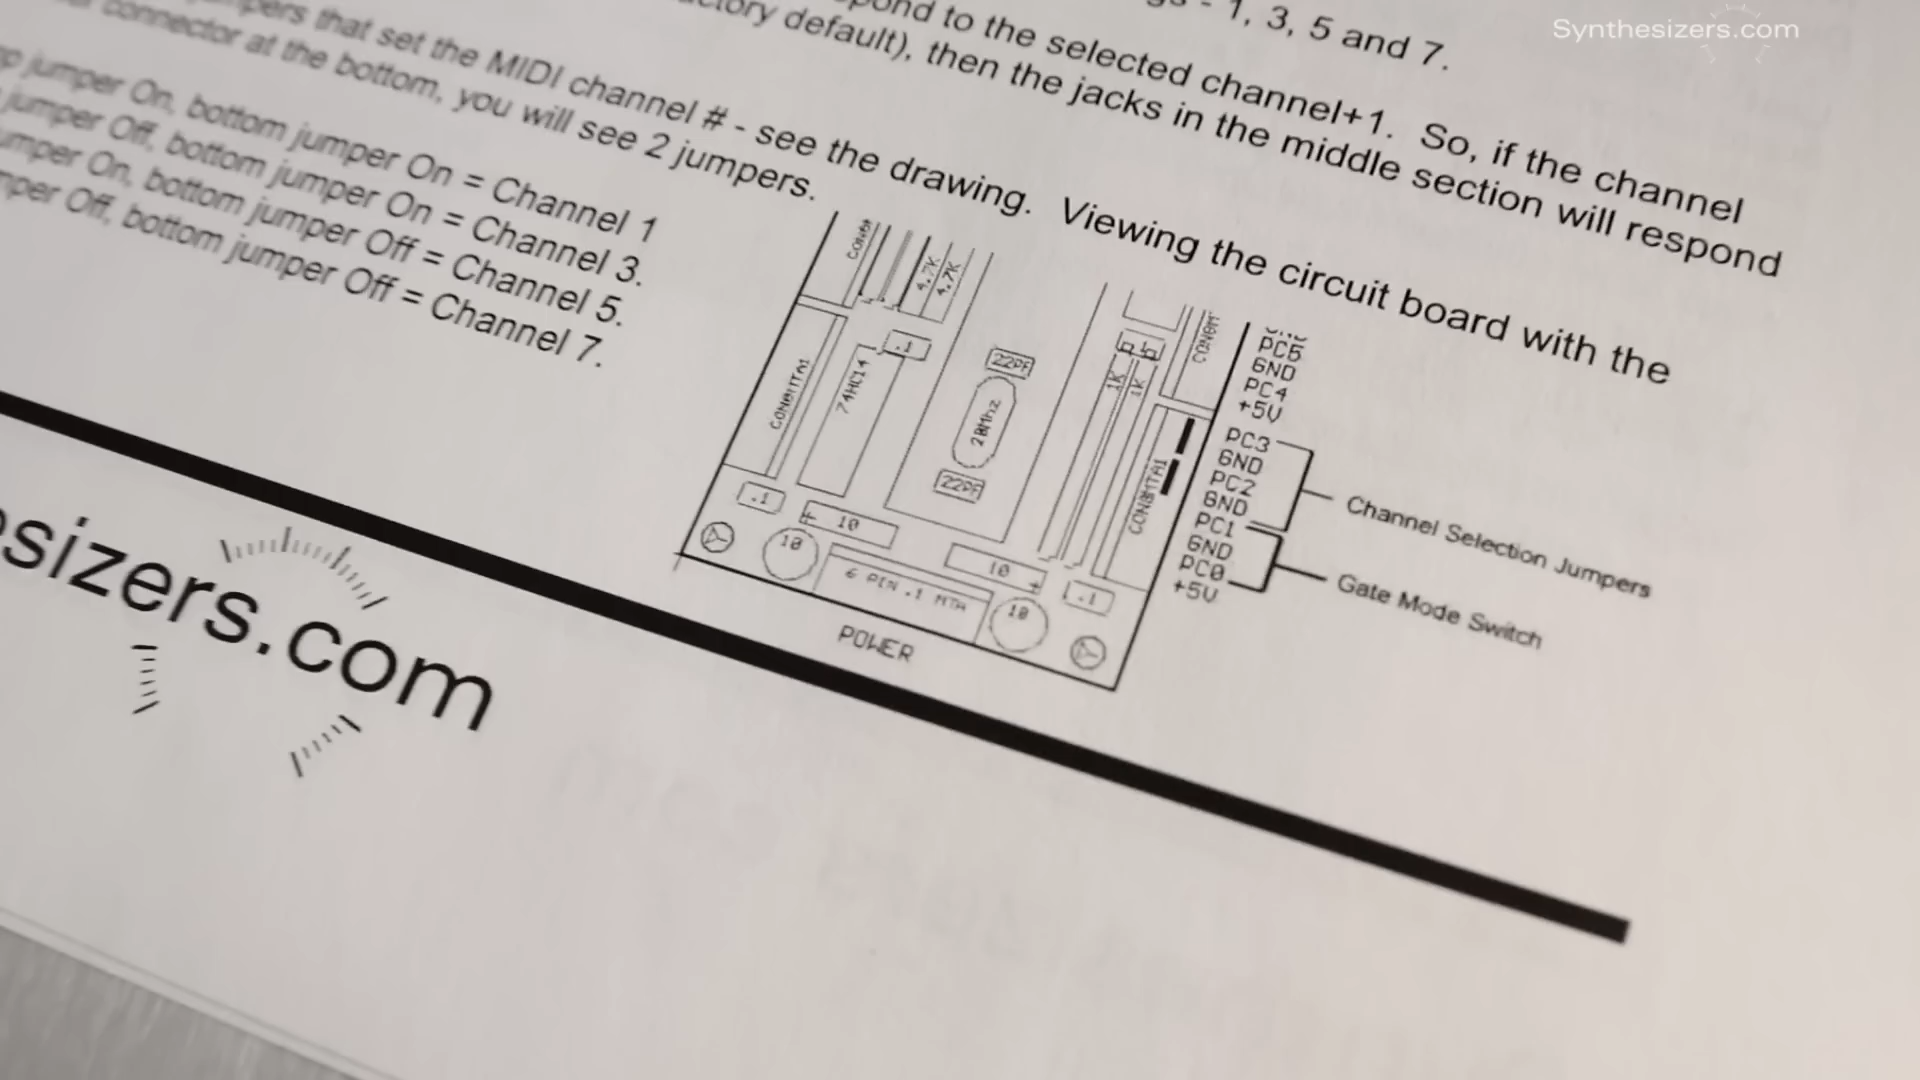 1, 3, 5 and 7.
Synthesizers.com
to the selected channel+1. So, if the channel
default), then the jacks in the middle section will respond
that set the MIDI channel # - see the drawing. Viewing the circuit board with the
connector at the bottom, you will see 2 jumpers.
jumper On, bottom jumper On = Channel 1
jumper Off, bottom jumper On = Channel 3.
On, bottom jumper Off = Channel 5.
Off, bottom jumper Off = Channel 7.
4.7K
4.7K
.1
74HC14
22PF
20Mhz
22PF
1K
1K
PC5
GND
PC4
+5V
PC3
GND
PC2
GND
PC1
GND
PC0
+5V
Channel Selection Jumpers
Gate Mode Switch
.1
10
10
10
10
.1
6 PIN .1 MTA
POWER
sizers.com